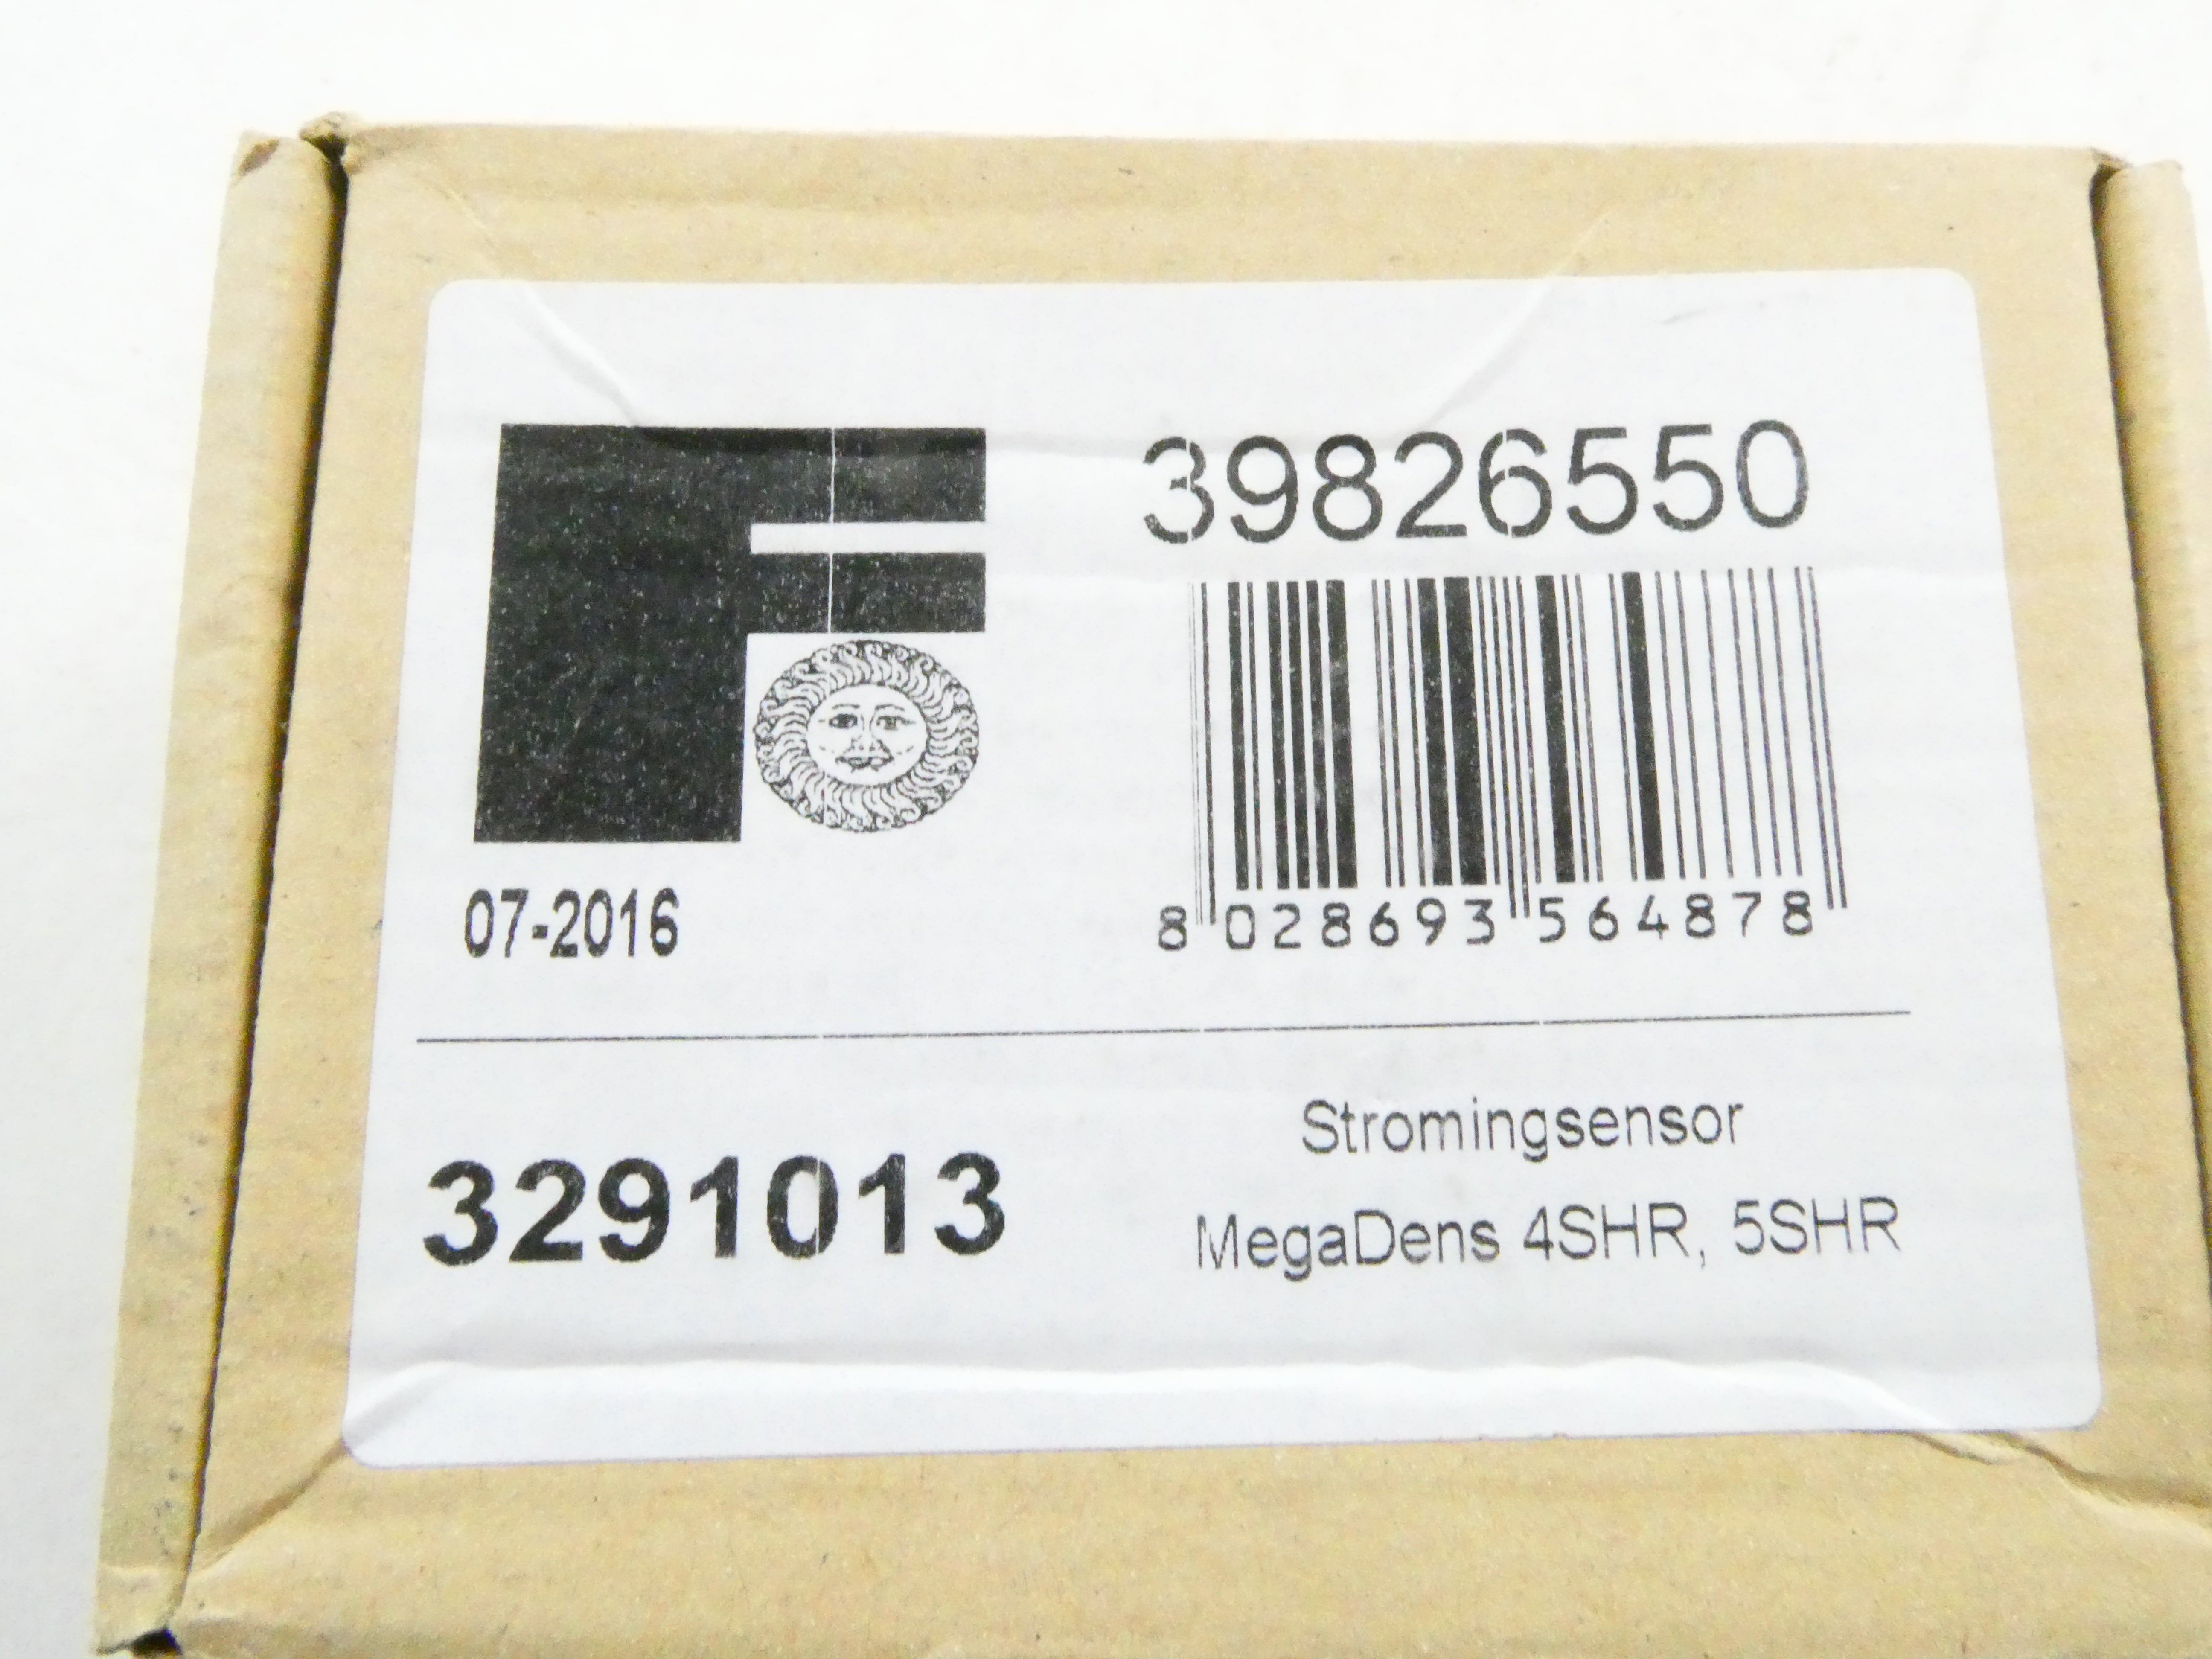 39826550
8 028693 564878
07-2016
3291013
Stromingsensor
MegaDens 4SHR, 5SHR